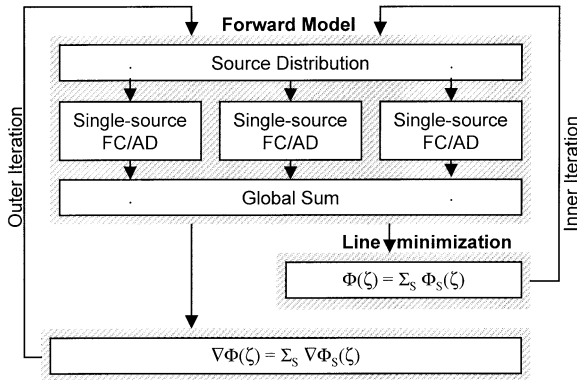 Forward Model
Source Distribution
Single-source
FC/AD
Single-source
FC/AD
Single-source
FC/AD
Global Sum
Line minimization
Φ(ζ) = Σ_S Φ_S(ζ)
∇Φ(ζ) = Σ_S ∇Φ_S(ζ)
Outer Iteration
Inner Iteration